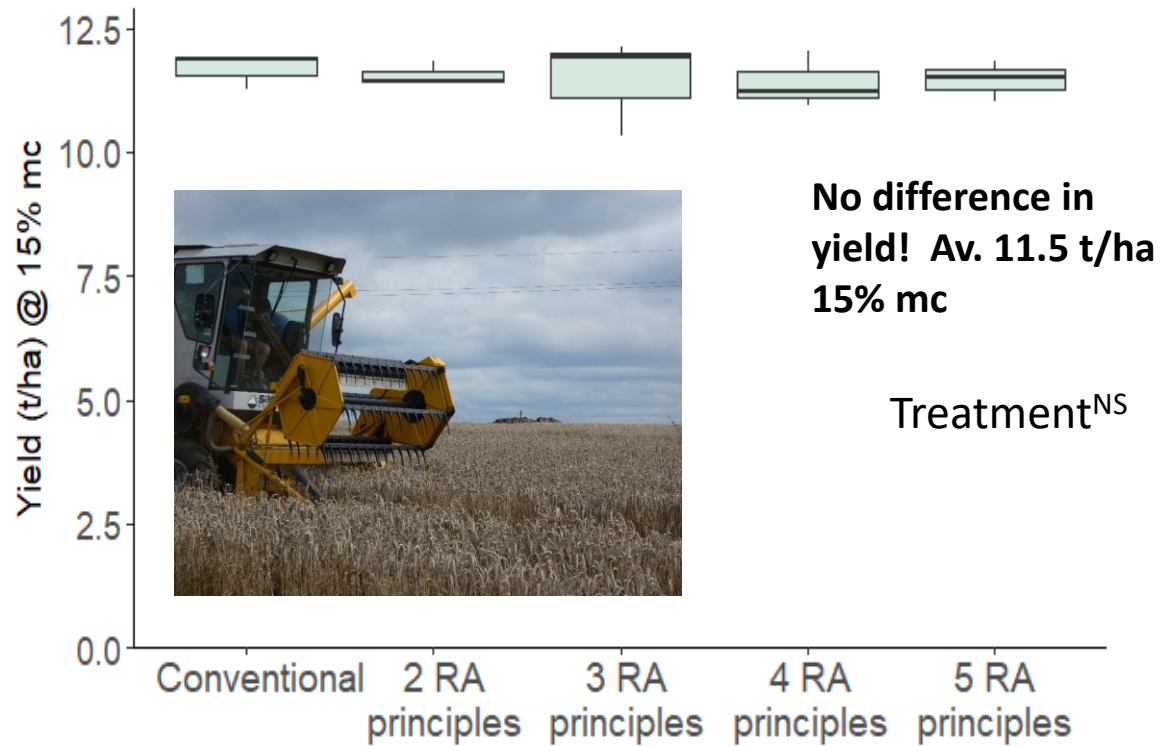 12.5
10.0
7.5
5.0
2.5
0.0
Yield (t/ha) @ 15% mc
No difference in
yield! Av. 11.5 t/ha
15% mc
Treatment^NS
Conventional
2 RA
principles
3 RA
principles
4 RA
principles
5 RA
principles